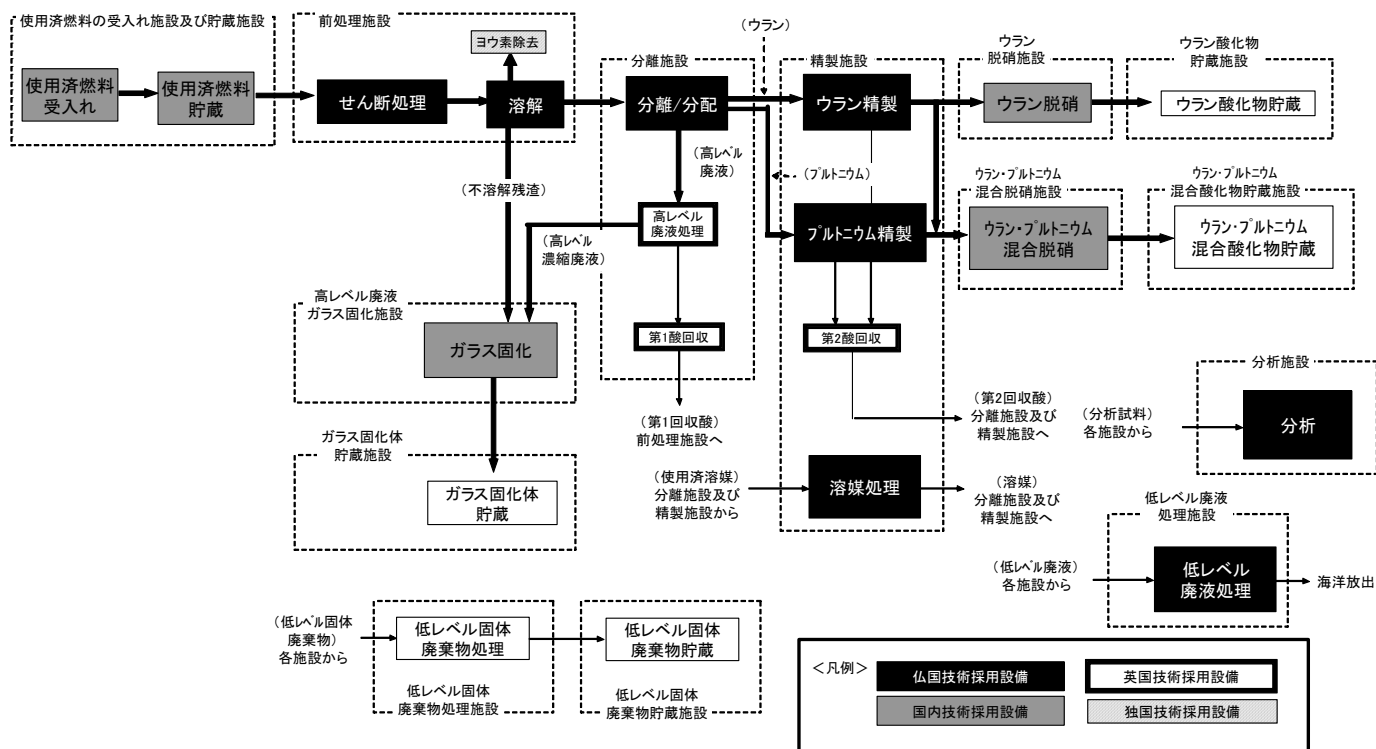 使用済燃料の受入れ施設及び貯蔵施設
使用済燃料
受入れ
使用済燃料
貯蔵
前処理施設
ヨウ素除去
せん断処理
溶解
(不溶解残渣)
分離施設
分離/分配
(高レベル
廃液)
高レベル
廃液処理
(高レベル
濃縮廃液)
第1酸回収
(第1回収酸)
前処理施設へ
(ウラン)
(プルトニウム)
精製施設
ウラン精製
プルトニウム精製
第2酸回収
(第2回収酸)
分離施設及び
精製施設へ
(使用済溶媒)
分離施設及び
精製施設から
溶媒処理
(溶媒)
分離施設及び
精製施設へ
ウラン
脱硝施設
ウラン脱硝
ウラン酸化物
貯蔵施設
ウラン酸化物貯蔵
ウラン・プルトニウム
混合脱硝施設
ウラン・プルトニウム
混合脱硝
ウラン・プルトニウム
混合酸化物貯蔵施設
ウラン・プルトニウム
混合酸化物貯蔵
高レベル廃液
ガラス固化施設
ガラス固化
ガラス固化体
貯蔵施設
ガラス固化体
貯蔵
分析施設
(分析試料)
各施設から
分析
低レベル廃液
処理施設
(低レベル廃液)
各施設から
低レベル
廃液処理
海洋放出
(低レベル固体
廃棄物)
各施設から
低レベル固体
廃棄物処理
低レベル固体
廃棄物処理施設
低レベル固体
廃棄物貯蔵
低レベル固体
廃棄物貯蔵施設
<凡例>
仏国技術採用設備
英国技術採用設備
国内技術採用設備
独国技術採用設備